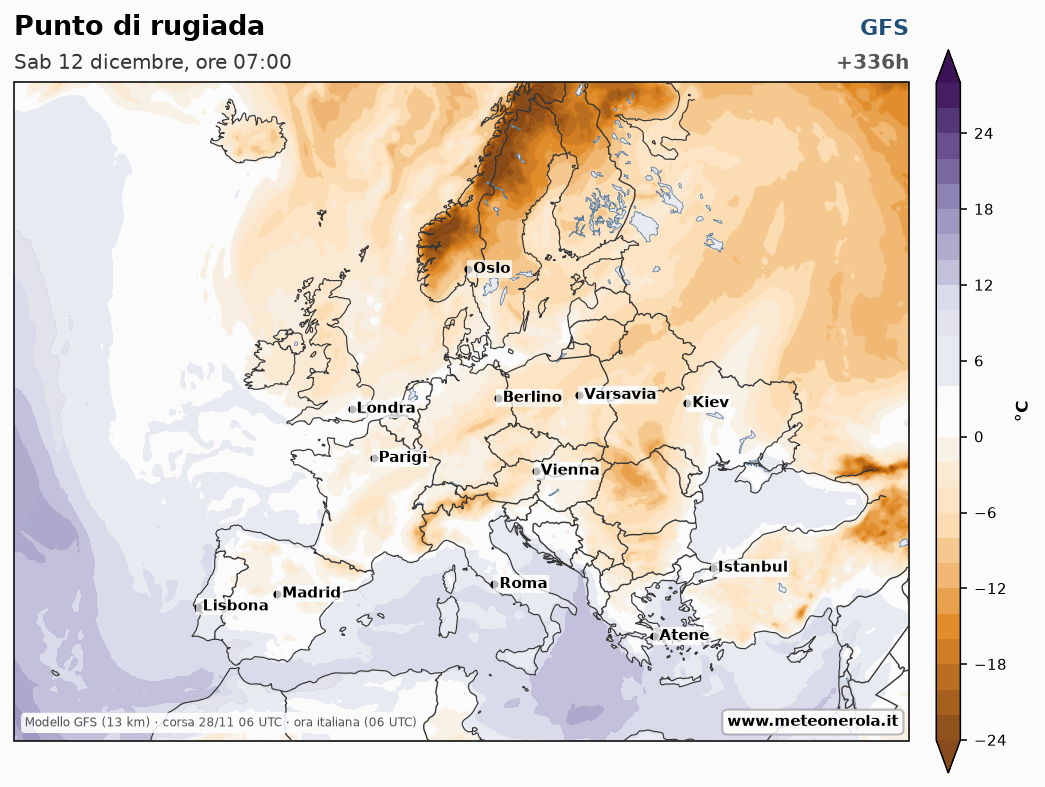 Punto di rugiada
GFS
Sab 12 dicembre, ore 07:00
+336h
24
18
12
6
0
−6
−12
−18
−24
°C
Oslo
Londra
Berlino
Varsavia
Kiev
Parigi
Vienna
Istanbul
Roma
Madrid
Lisbona
Atene
Modello GFS (13 km) · corsa 28/11 06 UTC · ora italiana (06 UTC)
www.meteonerola.it